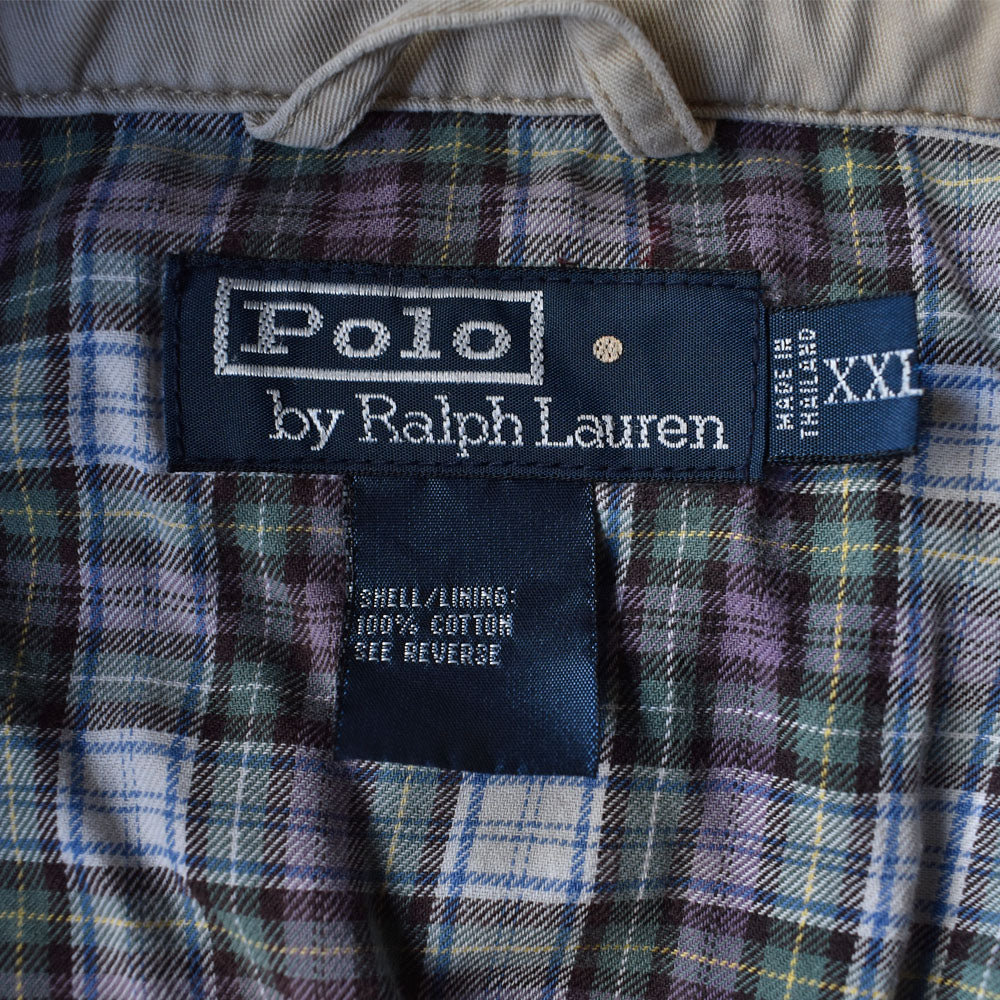 Polo
by Ralph Lauren
MADE IN
THAILAND
XXL
SHELL/LINING:
100% COTTON
SEE REVERSE